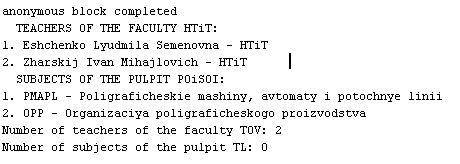 anonymous block completed
TEACHERS OF THE FACULTY HTiT:
1. Eshchenko Lyudmila Semenovna - HTiT
2. Zharskij Ivan Mihajlovich - HTiT
SUBJECTS OF THE PULPIT POiSOI:
1. PMAPL - Poligraficheskie mashiny, avtomaty i potochnye linii
2. OPP - Organizaciya poligraficheskogo proizvodstva
Number of teachers of the faculty TOV: 2
Number of subjects of the pulpit TL: 0